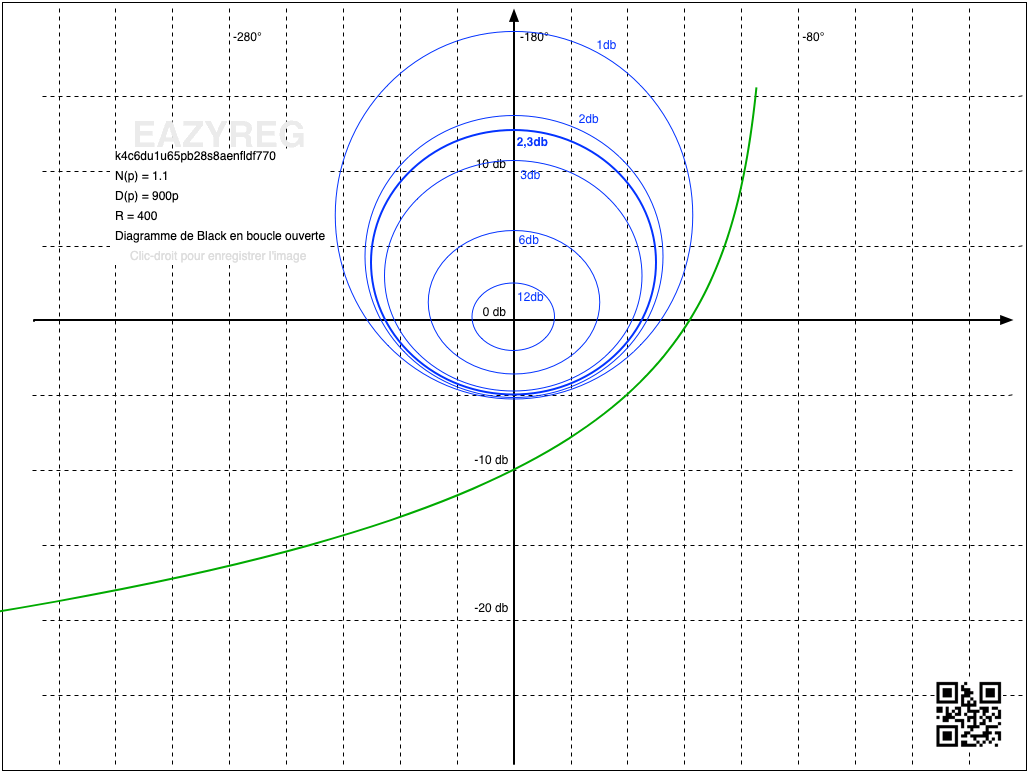 -280°
-180°
-80°
1db
2db
2,3db
EAZYREG
k4c6du1u65pb28s8aenfldf770
10 db
3db
N(p) = 1.1
D(p) = 900p
R = 400
Diagramme de Black en boucle ouverte
6db
Clic-droit pour enregistrer l'image
12db
0 db
-10 db
-20 db